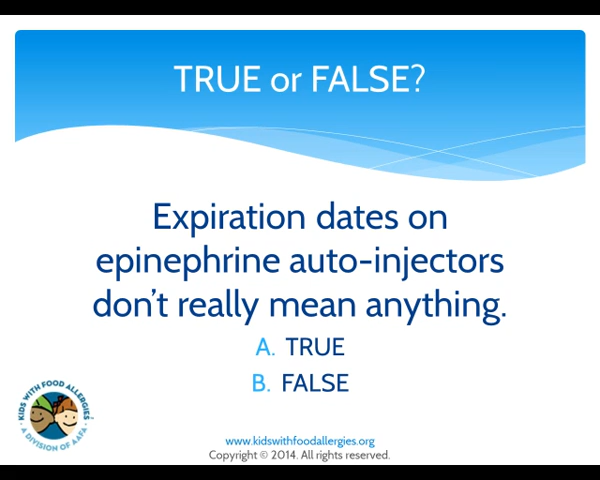 TRUE or FALSE?
Expiration dates on
epinephrine auto-injectors
don't really mean anything.
A. TRUE
B. FALSE
KIDS WITH FOOD ALLERGIES
A DIVISION OF AAFA
www.kidswithfoodallergies.org
Copyright © 2014. All rights reserved.